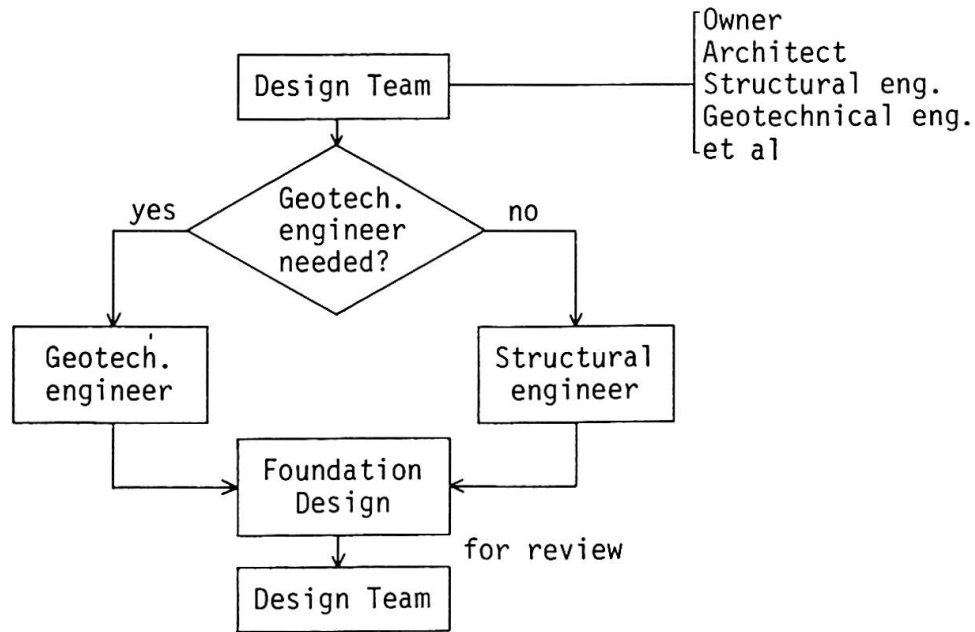 Owner
Architect
Structural eng.
Geotechnical eng.
et al
Design Team
Geotech.
engineer
needed?
yes
no
Geotech.
engineer
Structural
engineer
Foundation
Design
for review
Design Team